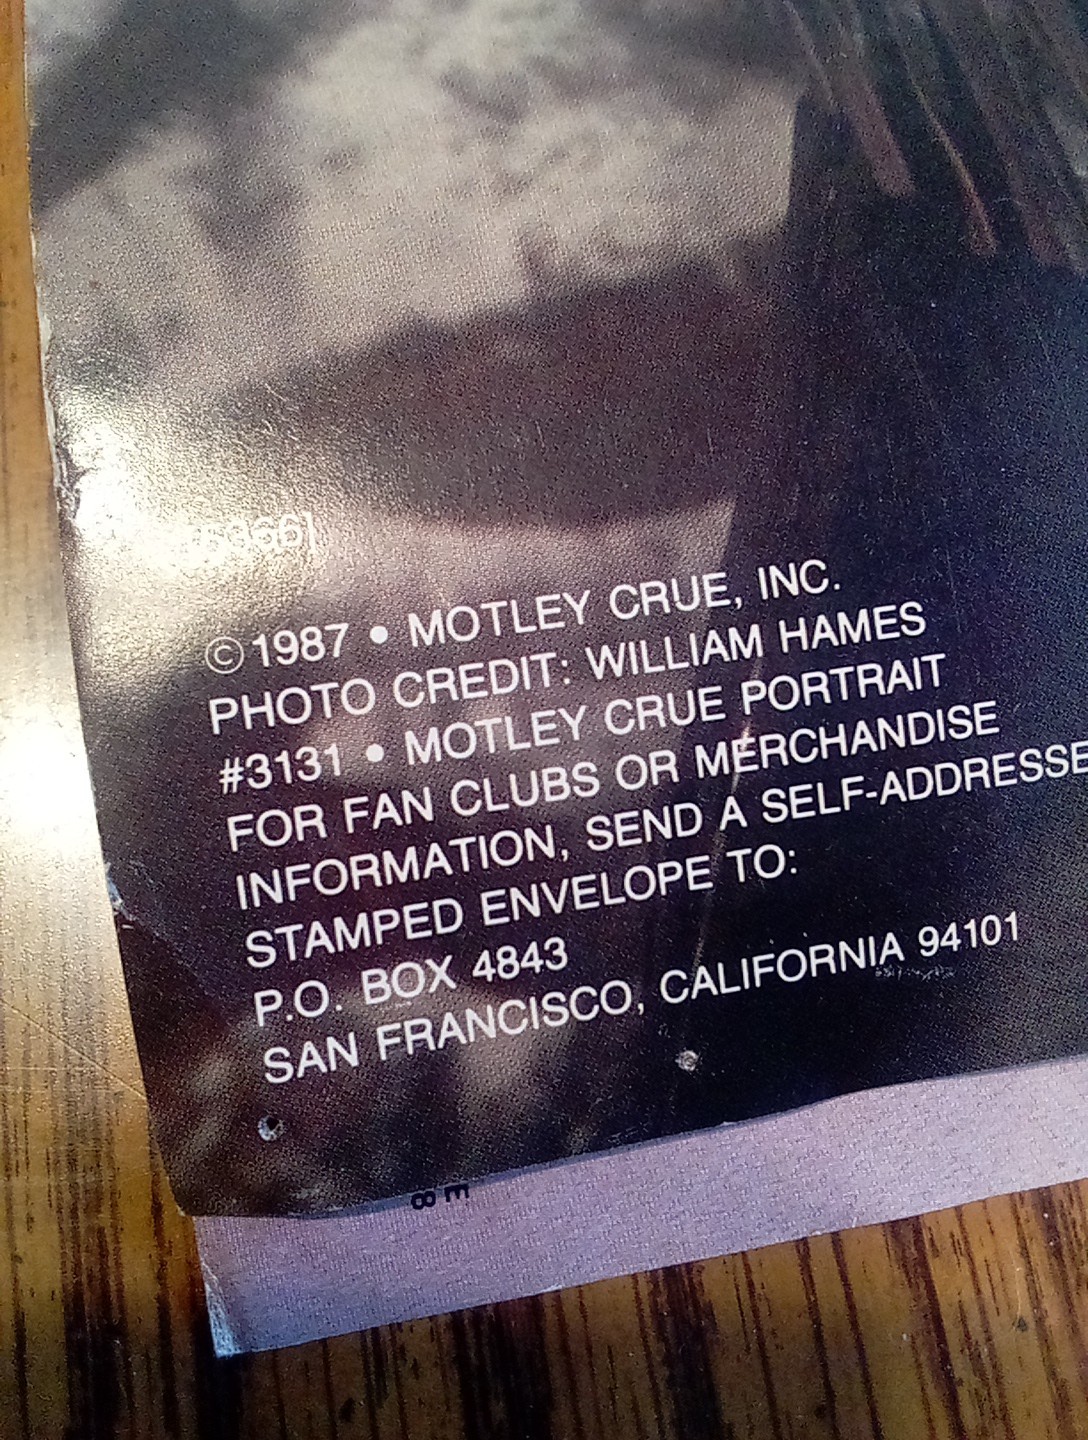 5366]
©1987 • MOTLEY CRUE, INC.
PHOTO CREDIT: WILLIAM HAMES
#3131 • MOTLEY CRUE PORTRAIT
FOR FAN CLUBS OR MERCHANDISE
INFORMATION, SEND A SELF-ADDRESSE
STAMPED ENVELOPE TO:
P.O. BOX 4843
SAN FRANCISCO, CALIFORNIA 94101